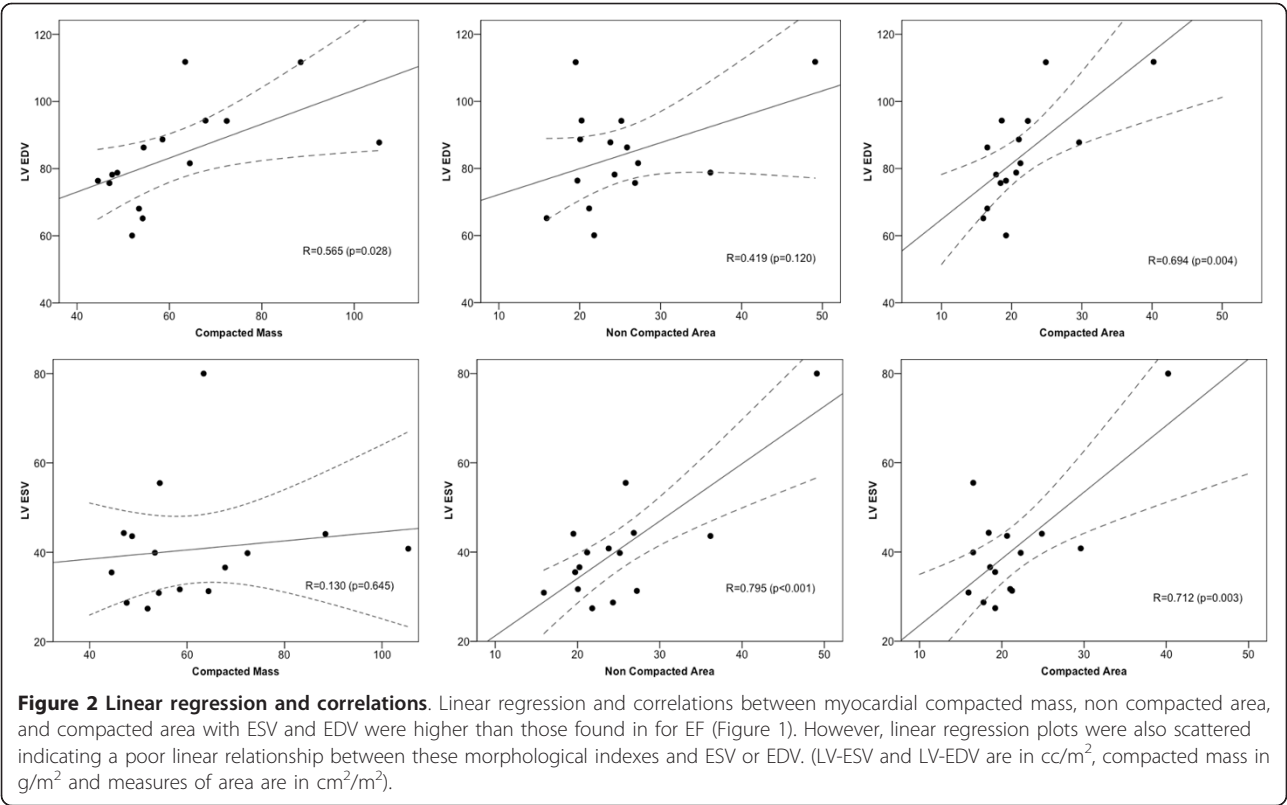 120
100
80
60
40
LV EDV
R=0.565 (p=0.028)
40 60 80 100
Compacted Mass
120
100
80
60
40
LV EDV
R=0.419 (p=0.120)
10 20 30 40 50
Non Compacted Area
120
100
80
60
40
LV EDV
R=0.694 (p=0.004)
10 20 30 40 50
Compacted Area
80
60
40
20
LV ESV
R=0.130 (p=0.645)
40 60 80 100
Compacted Mass
80
60
40
20
LV ESV
R=0.795 (p<0.001)
10 20 30 40 50
Non Compacted Area
80
60
40
20
LV ESV
R=0.712 (p=0.003)
10 20 30 40 50
Compacted Area
Figure 2 Linear regression and correlations. Linear regression and correlations between myocardial compacted mass, non compacted area,
and compacted area with ESV and EDV were higher than those found in for EF (Figure 1). However, linear regression plots were also scattered
indicating a poor linear relationship between these morphological indexes and ESV or EDV. (LV-ESV and LV-EDV are in cc/m², compacted mass in
g/m² and measures of area are in cm²/m²).